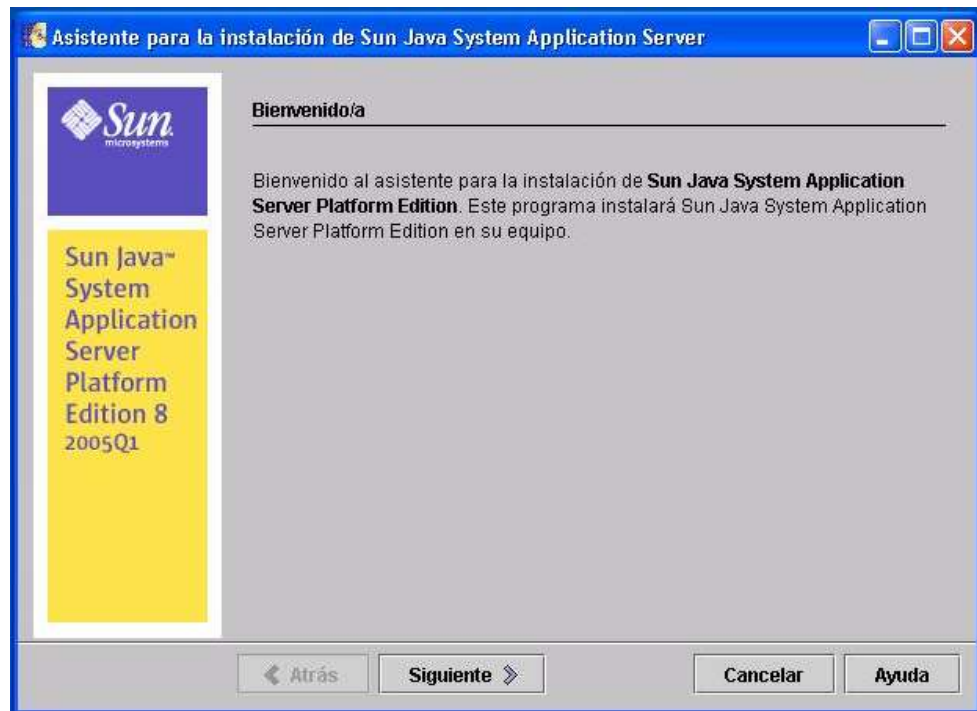 Asistente para la instalación de Sun Java System Application Server
Sun
microsystems
Sun Java™
System
Application
Server
Platform
Edition 8
2005Q1
Bienvenido/a
Bienvenido al asistente para la instalación de Sun Java System Application
Server Platform Edition. Este programa instalará Sun Java System Application
Server Platform Edition en su equipo.
Atrás
Siguiente
Cancelar
Ayuda